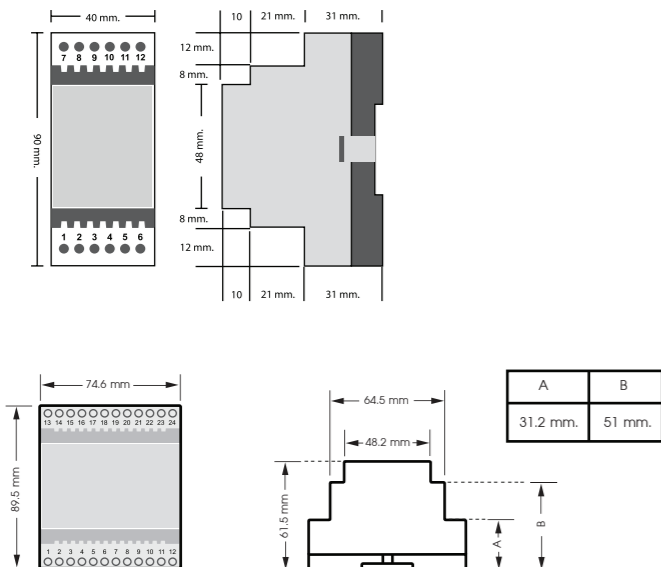 40 mm.
10 21 mm. 31 mm.
12 mm.
8 mm.
7 8 9 10 11 12
90 mm.
48 mm.
8 mm.
1 2 3 4 5 6
12 mm.
10 21 mm. 31 mm.
74.6 mm
13 14 15 16 17 18 19 20 21 22 23 24
89.5 mm
1 2 3 4 5 6 7 8 9 10 11 12
64.5 mm
48.2 mm
61.5 mm
A
B
A B
31.2 mm. 51 mm.